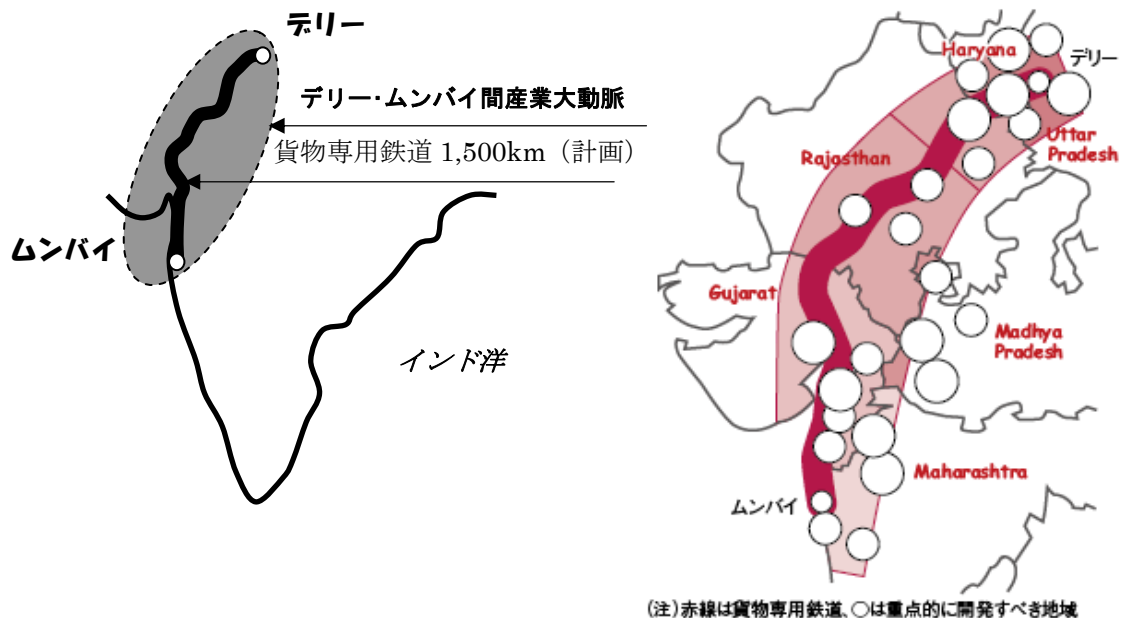 デリー
デリー・ムンバイ間産業大動脈
貨物専用鉄道 1,500km（計画）
ムンバイ
インド洋
Haryana
デリー
Uttar
Pradesh
Rajasthan
Gujarat
Madhya
Pradesh
Maharashtra
ムンバイ
(注)赤線は貨物専用鉄道、○は重点的に開発すべき地域